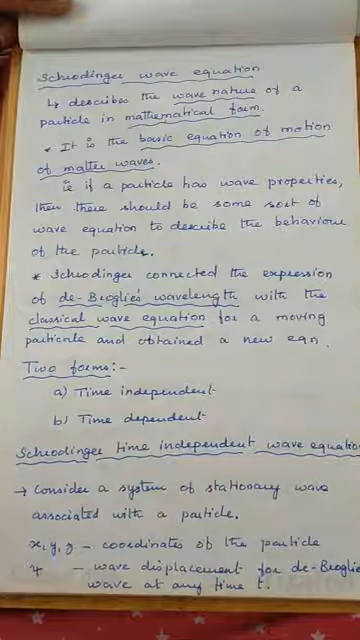 Schrodinger wave equation
↳ describes the wave nature of a
particle in mathematical form.
* It is the basic equation of motion
of matter waves.
ie if a particle has wave properties,
then there should be some sort of
wave equation to describe the behaviour
of the particle.
* Schrodinger connected the expression
of de-Broglie's wavelength with the
classical wave equation for a moving
particle and obtained a new eqn.
Two forms:-
a) Time independent
b) Time dependent
Schrodinger time independent wave equation
→ Consider a system of stationary wave
associated with a particle.
x, y, z - coordinates of the particle
Ψ - wave displacement for de-Broglie
wave at any time t.